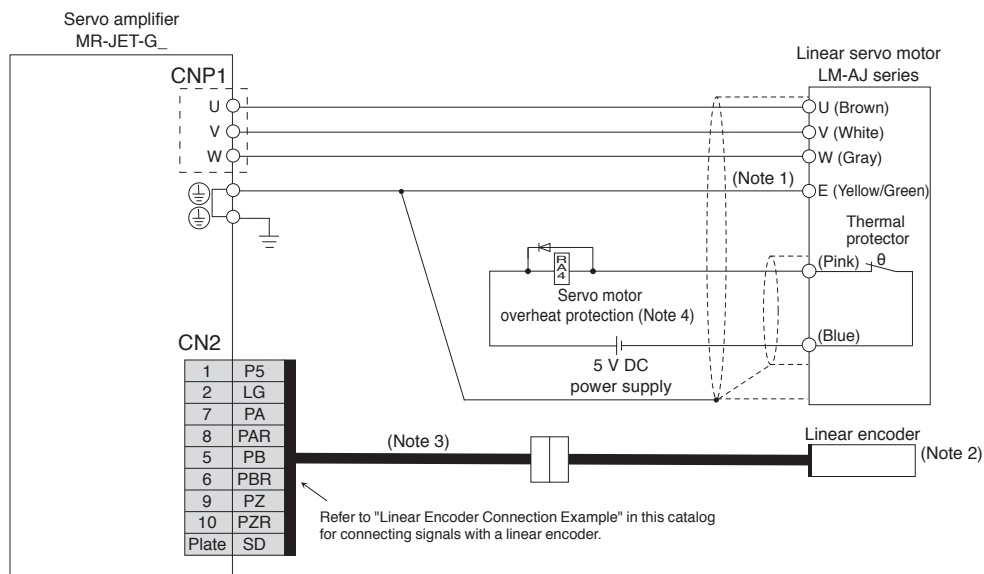 Servo amplifier
MR-JET-G_
Linear servo motor
LM-AJ series
CNP1
U
U (Brown)
V
V (White)
W
W (Gray)
(Note 1)
E (Yellow/Green)
Thermal
protector
(Pink)
θ
RA4
Servo motor
overheat protection (Note 4)
(Blue)
5 V DC
power supply
CN2
1 P5
2 LG
7 PA
8 PAR
5 PB
6 PBR
9 PZ
10 PZR
Plate SD
(Note 3)
Linear encoder
(Note 2)
Refer to "Linear Encoder Connection Example" in this catalog
for connecting signals with a linear encoder.